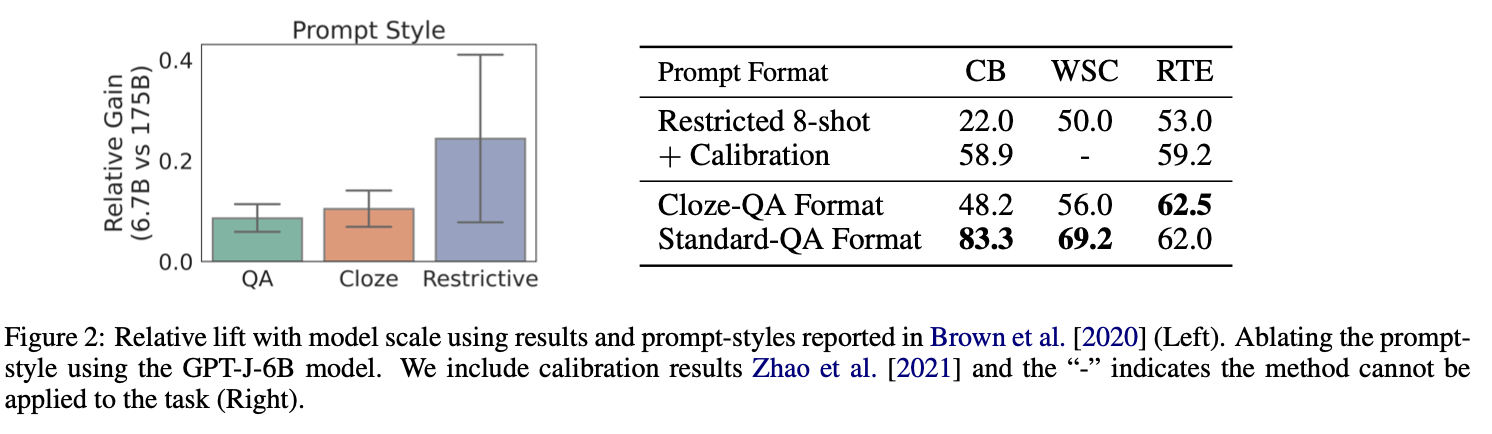 Prompt Style
Relative Gain
(6.7B vs 175B)
0.4
0.2
0.0
QA Cloze Restrictive
Prompt Format CB WSC RTE
Restricted 8-shot 22.0 50.0 53.0
+ Calibration 58.9 - 59.2
Cloze-QA Format 48.2 56.0 62.5
Standard-QA Format 83.3 69.2 62.0
Figure 2: Relative lift with model scale using results and prompt-styles reported in Brown et al. [2020] (Left). Ablating the prompt-
style using the GPT-J-6B model. We include calibration results Zhao et al. [2021] and the “-” indicates the method cannot be
applied to the task (Right).